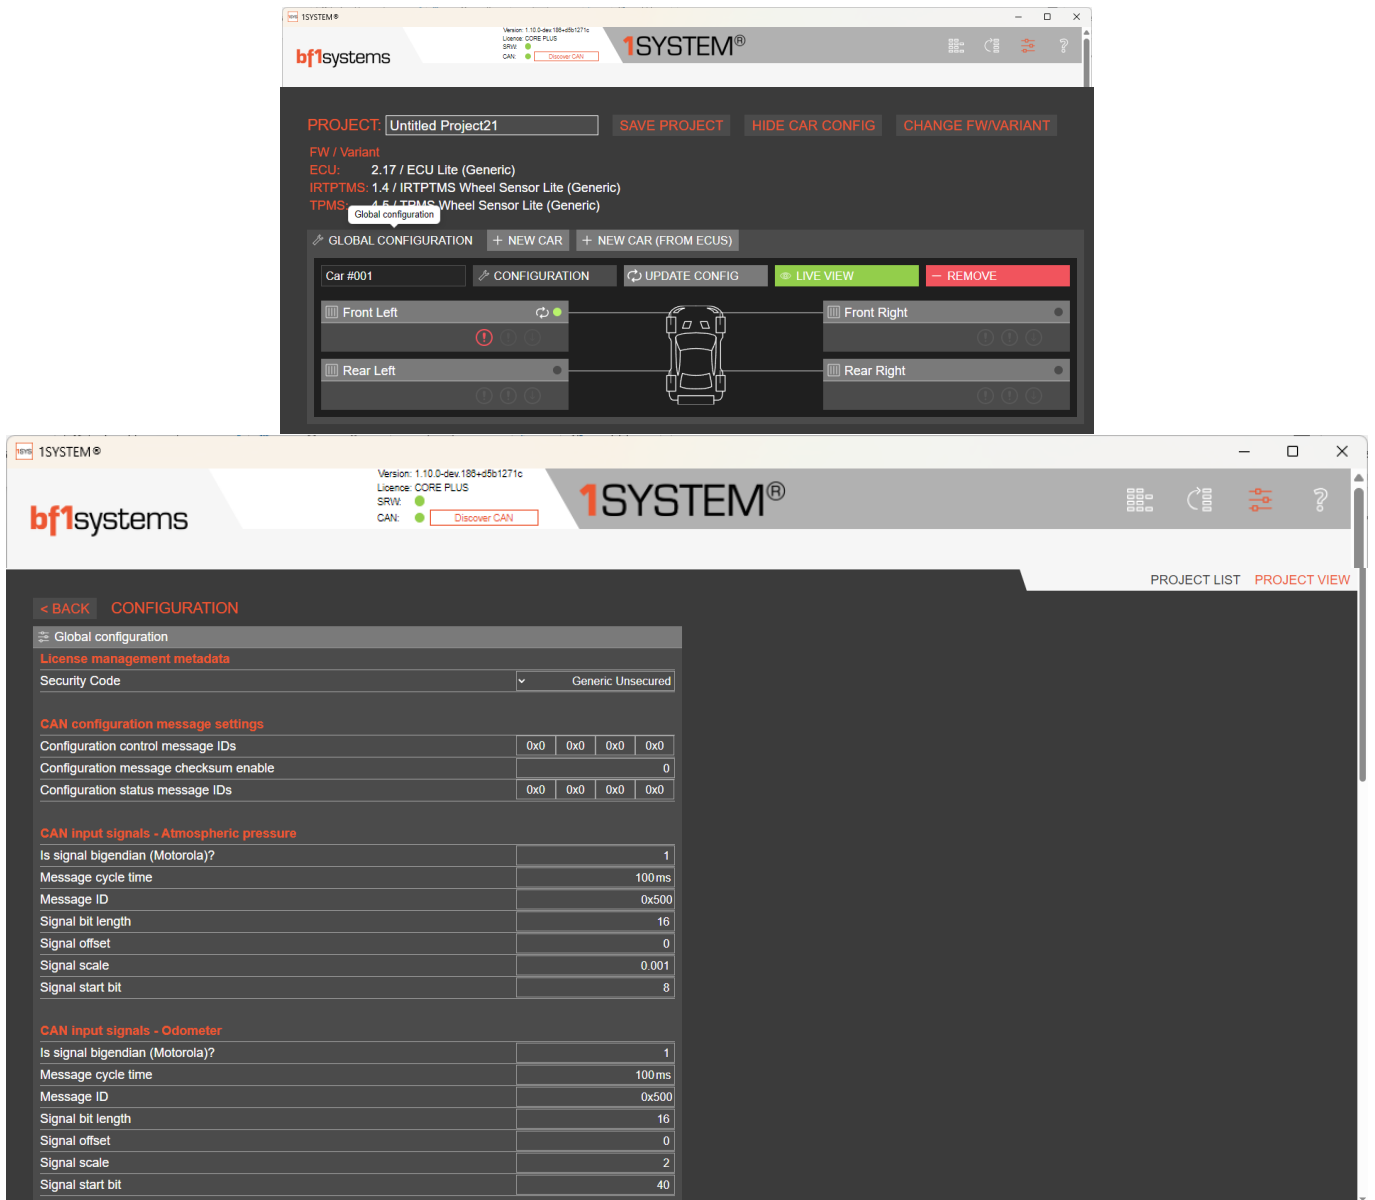 1SYS 1SYSTEM®
bf1systems
Version: 1.10.0-dev.186+d5b1271c
Licence: CORE PLUS
SRW:
CAN: Discover CAN
1SYSTEM®
PROJECT: Untitled Project21 SAVE PROJECT HIDE CAR CONFIG CHANGE FW/VARIANT
FW / Variant
ECU: 2.17 / ECU Lite (Generic)
IRTPTMS: 1.4 / IRTPTMS Wheel Sensor Lite (Generic)
TPMS: 4.5 / TPMS Wheel Sensor Lite (Generic)
Global configuration
GLOBAL CONFIGURATION + NEW CAR + NEW CAR (FROM ECUS)
Car #001 CONFIGURATION UPDATE CONFIG LIVE VIEW REMOVE
Front Left Front Right
Rear Left Rear Right
1SYS 1SYSTEM®
bf1systems
Version: 1.10.0-dev.186+d5b1271c
Licence: CORE PLUS
SRW:
CAN: Discover CAN
1SYSTEM®
PROJECT LIST PROJECT VIEW
< BACK CONFIGURATION
Global configuration
License management metadata
Security Code Generic Unsecured
CAN configuration message settings
Configuration control message IDs 0x0 0x0 0x0 0x0
Configuration message checksum enable 0
Configuration status message IDs 0x0 0x0 0x0 0x0
CAN input signals - Atmospheric pressure
Is signal bigendian (Motorola)? 1
Message cycle time 100ms
Message ID 0x500
Signal bit length 16
Signal offset 0
Signal scale 0.001
Signal start bit 8
CAN input signals - Odometer
Is signal bigendian (Motorola)? 1
Message cycle time 100ms
Message ID 0x500
Signal bit length 16
Signal offset 0
Signal scale 2
Signal start bit 40